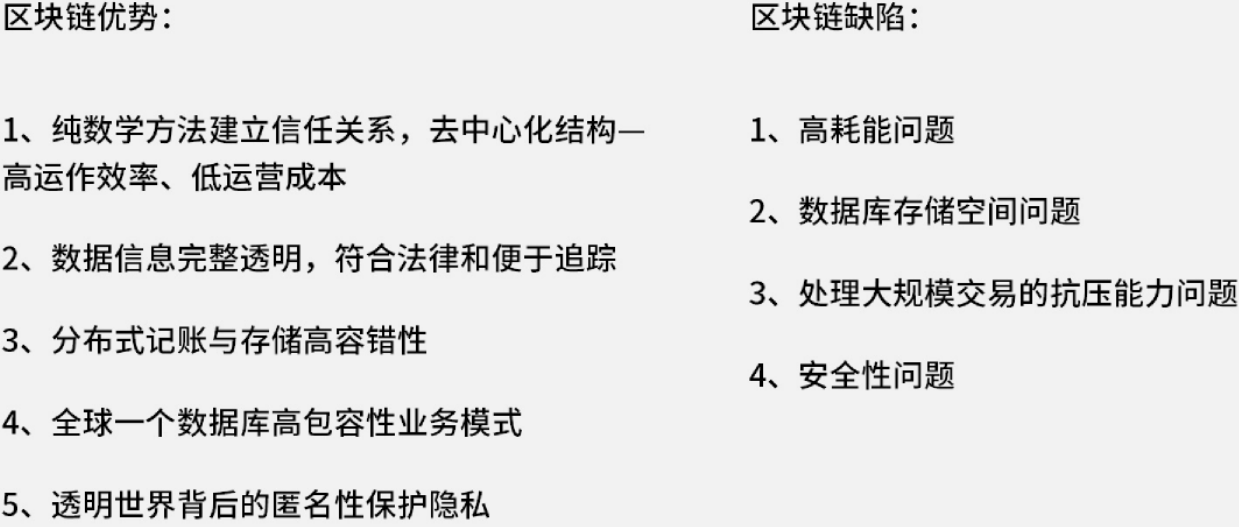 区块链优势：
1、纯数学方法建立信任关系，去中心化结构—
高运作效率、低运营成本
2、数据信息完整透明，符合法律和便于追踪
3、分布式记账与存储高容错性
4、全球一个数据库高包容性业务模式
5、透明世界背后的匿名性保护隐私
区块链缺陷：
1、高耗能问题
2、数据库存储空间问题
3、处理大规模交易的抗压能力问题
4、安全性问题